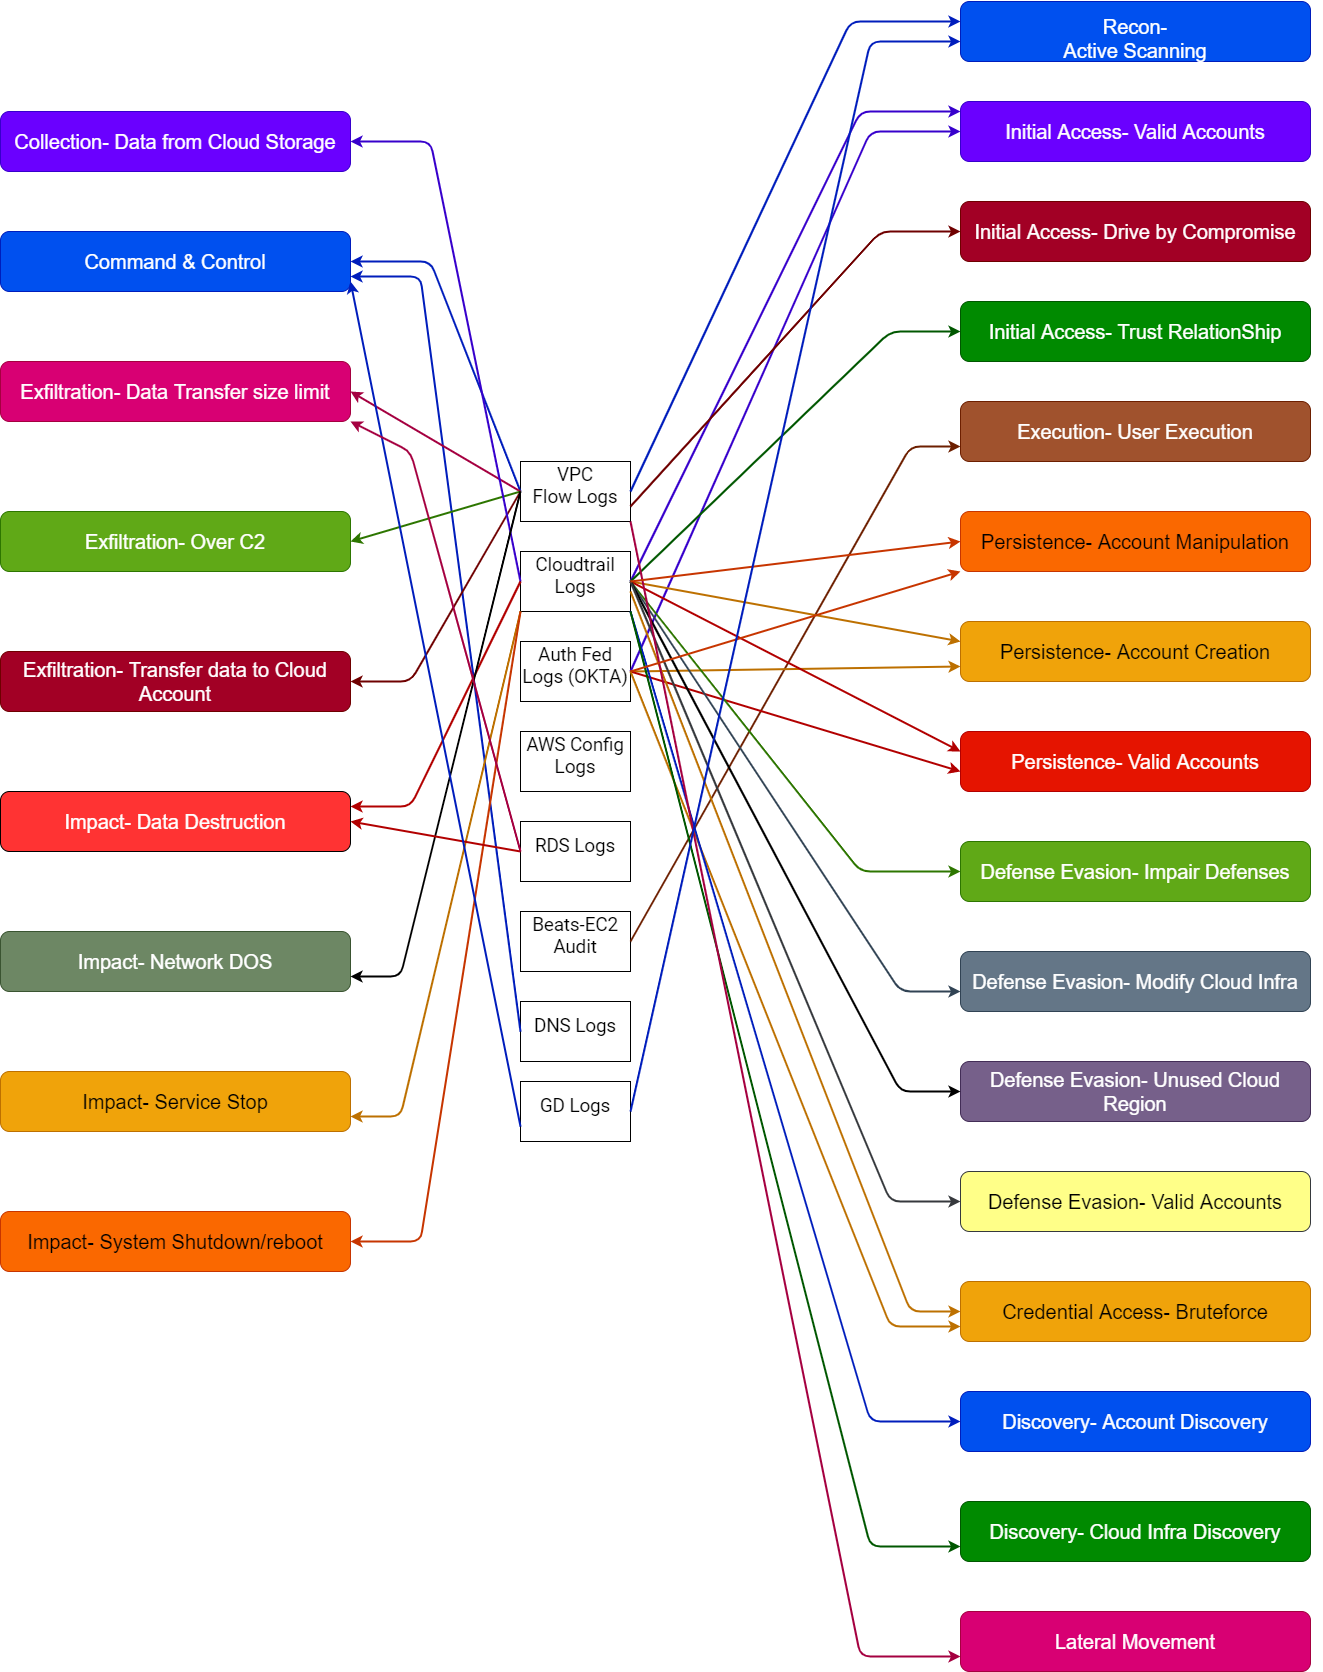 Collection- Data from Cloud Storage
Command & Control
Exfiltration- Data Transfer size limit
Exfiltration- Over C2
Exfiltration- Transfer data to Cloud
Account
Impact- Data Destruction
Impact- Network DOS
Impact- Service Stop
Impact- System Shutdown/reboot
VPC
Flow Logs
Cloudtrail
Logs
Auth Fed
Logs (OKTA)
AWS Config
Logs
RDS Logs
Beats-EC2
Audit
DNS Logs
GD Logs
Recon-
Active Scanning
Initial Access- Valid Accounts
Initial Access- Drive by Compromise
Initial Access- Trust RelationShip
Execution- User Execution
Persistence- Account Manipulation
Persistence- Account Creation
Persistence- Valid Accounts
Defense Evasion- Impair Defenses
Defense Evasion- Modify Cloud Infra
Defense Evasion- Unused Cloud
Region
Defense Evasion- Valid Accounts
Credential Access- Bruteforce
Discovery- Account Discovery
Discovery- Cloud Infra Discovery
Lateral Movement